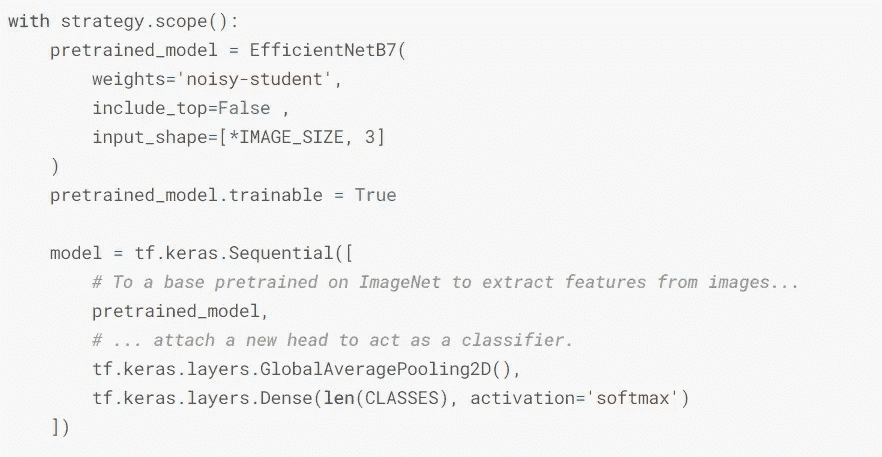 with strategy.scope():
    pretrained_model = EfficientNetB7(
        weights='noisy-student',
        include_top=False ,
        input_shape=[*IMAGE_SIZE, 3]
    )
    pretrained_model.trainable = True

    model = tf.keras.Sequential([
        # To a base pretrained on ImageNet to extract features from images...
        pretrained_model,
        # ... attach a new head to act as a classifier.
        tf.keras.layers.GlobalAveragePooling2D(),
        tf.keras.layers.Dense(len(CLASSES), activation='softmax')
    ])